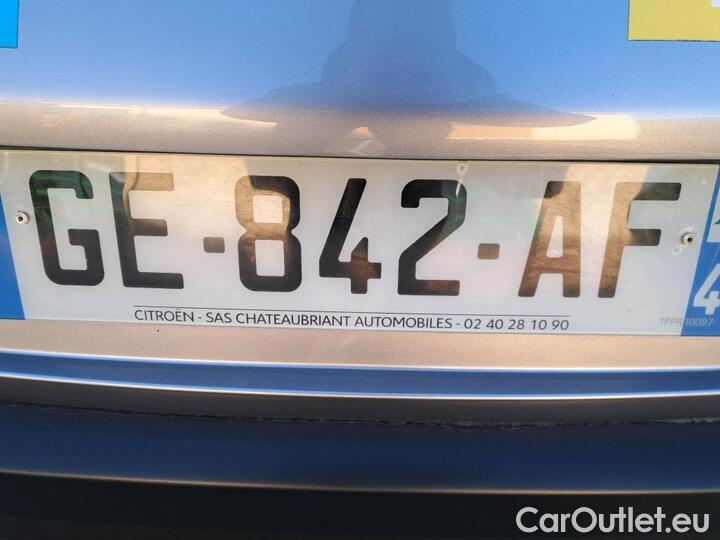 GE-842-AF
4
CITROËN - SAS CHATEAUBRIANT AUTOMOBILES - 02 40 28 10 90
TPPR10087
CarOutlet.eu